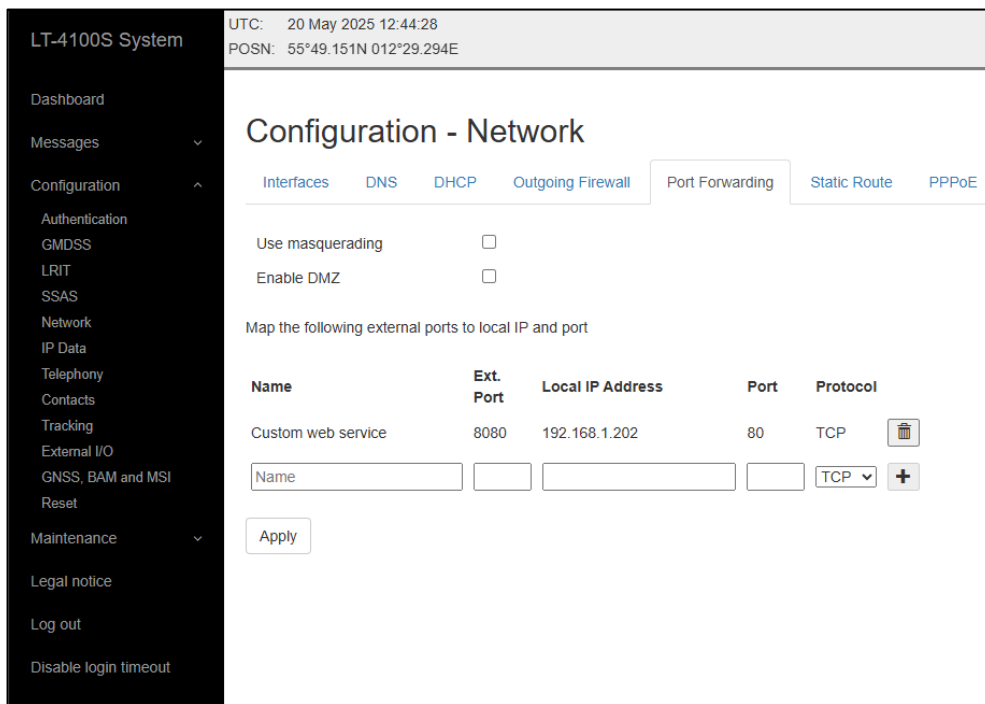 LT-4100S System
UTC: 20 May 2025 12:44:28
POSN: 55°49.151N 012°29.294E
Dashboard
Messages
Configuration
Authentication
GMDSS
LRIT
SSAS
Network
IP Data
Telephony
Contacts
Tracking
External I/O
GNSS, BAM and MSI
Reset
Maintenance
Legal notice
Log out
Disable login timeout
Configuration - Network
Interfaces DNS DHCP Outgoing Firewall Port Forwarding Static Route PPPoE
Use masquerading
Enable DMZ
Map the following external ports to local IP and port
Name Ext. Port Local IP Address Port Protocol
Custom web service 8080 192.168.1.202 80 TCP
Name TCP
Apply